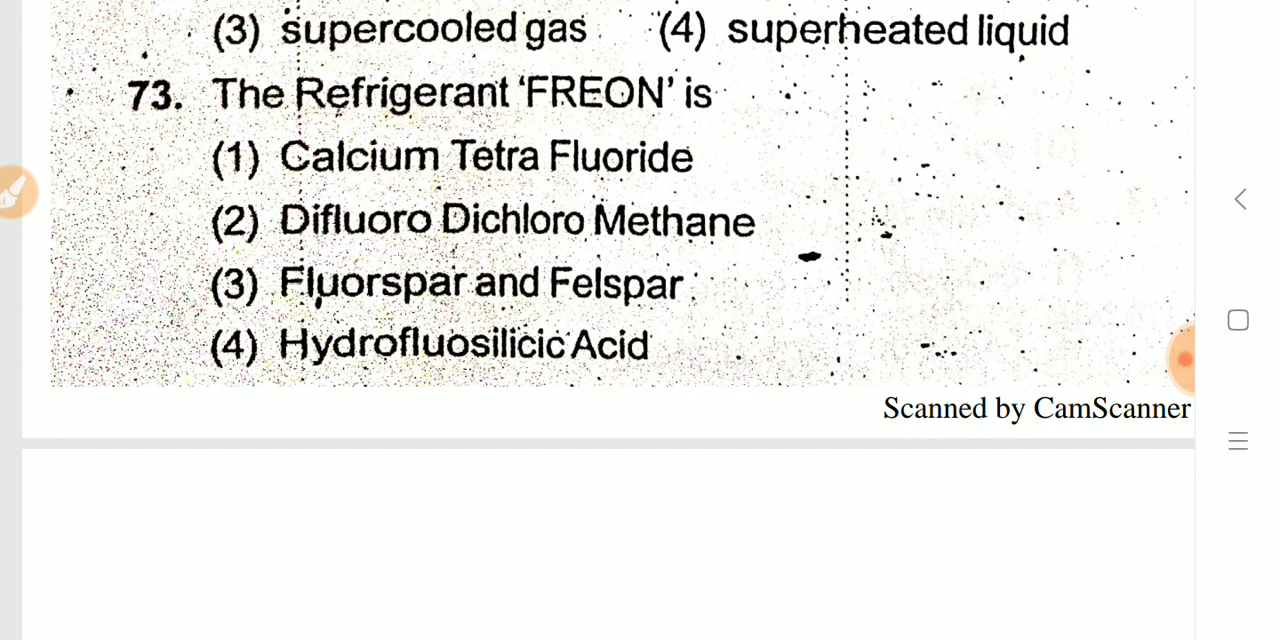 (3) supercooled gas (4) superheated liquid
73. The Refrigerant ‘FREON’ is
(1) Calcium Tetra Fluoride
(2) Difluoro Dichloro Methane
(3) Fluorspar and Felspar
(4) Hydrofluosilicic Acid
Scanned by CamScanner